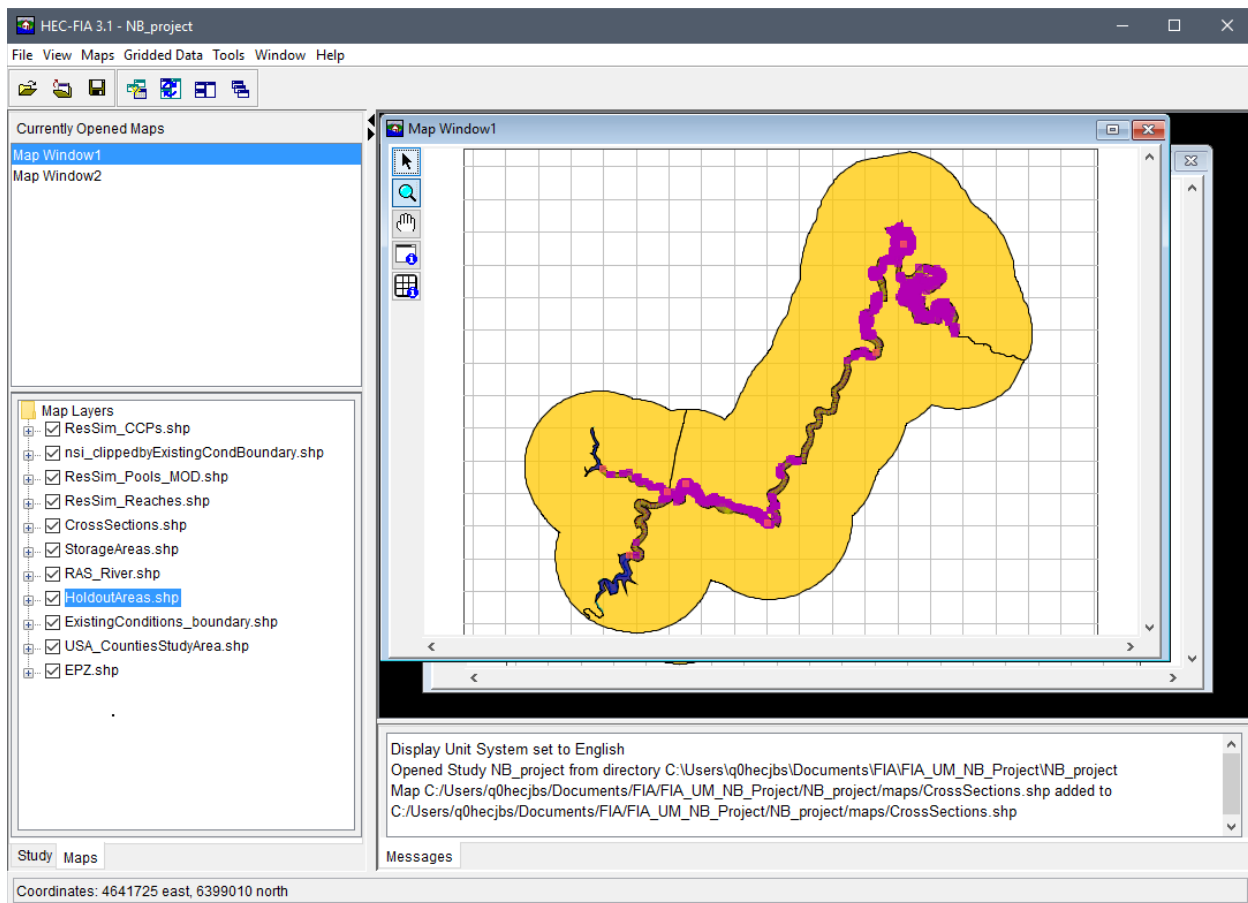 HEC-FIA 3.1 - NB_project
File View Maps Gridded Data Tools Window Help
Currently Opened Maps
Map Window1
Map Window2
Map Layers
ResSim_CCPs.shp
nsi_clippedbyExistingCondBoundary.shp
ResSim_Pools_MOD.shp
ResSim_Reaches.shp
CrossSections.shp
StorageAreas.shp
RAS_River.shp
HoldoutAreas.shp
ExistingConditions_boundary.shp
USA_CountiesStudyArea.shp
EPZ.shp
Study Maps
Map Window1
Display Unit System set to English
Opened Study NB_project from directory C:\Users\q0hecjbs\Documents\FIA\FIA_UM_NB_Project\NB_project
Map C:/Users/q0hecjbs/Documents/FIA/FIA_UM_NB_Project/NB_project/maps/CrossSections.shp added to
C:/Users/q0hecjbs/Documents/FIA/FIA_UM_NB_Project/NB_project/maps/CrossSections.shp
Messages
Coordinates: 4641725 east, 6399010 north